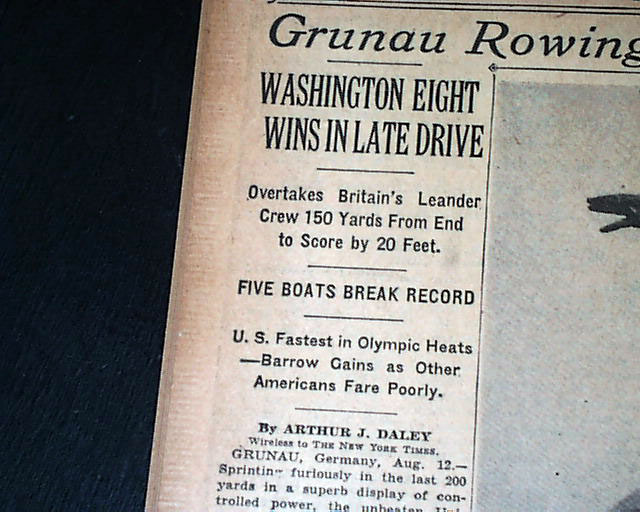 Grunau Rowing
WASHINGTON EIGHT
WINS IN LATE DRIVE
Overtakes Britain's Leander
Crew 150 Yards From End
to Score by 20 Feet.
FIVE BOATS BREAK RECORD
U. S. Fastest in Olympic Heats
—Barrow Gains as Other
Americans Fare Poorly.
By ARTHUR J. DALEY
Wireless to THE NEW YORK TIMES.
GRUNAU, Germany, Aug. 12.—
furiously in the last 200
yards in a superb display of con-
trolled power, the unbeaten